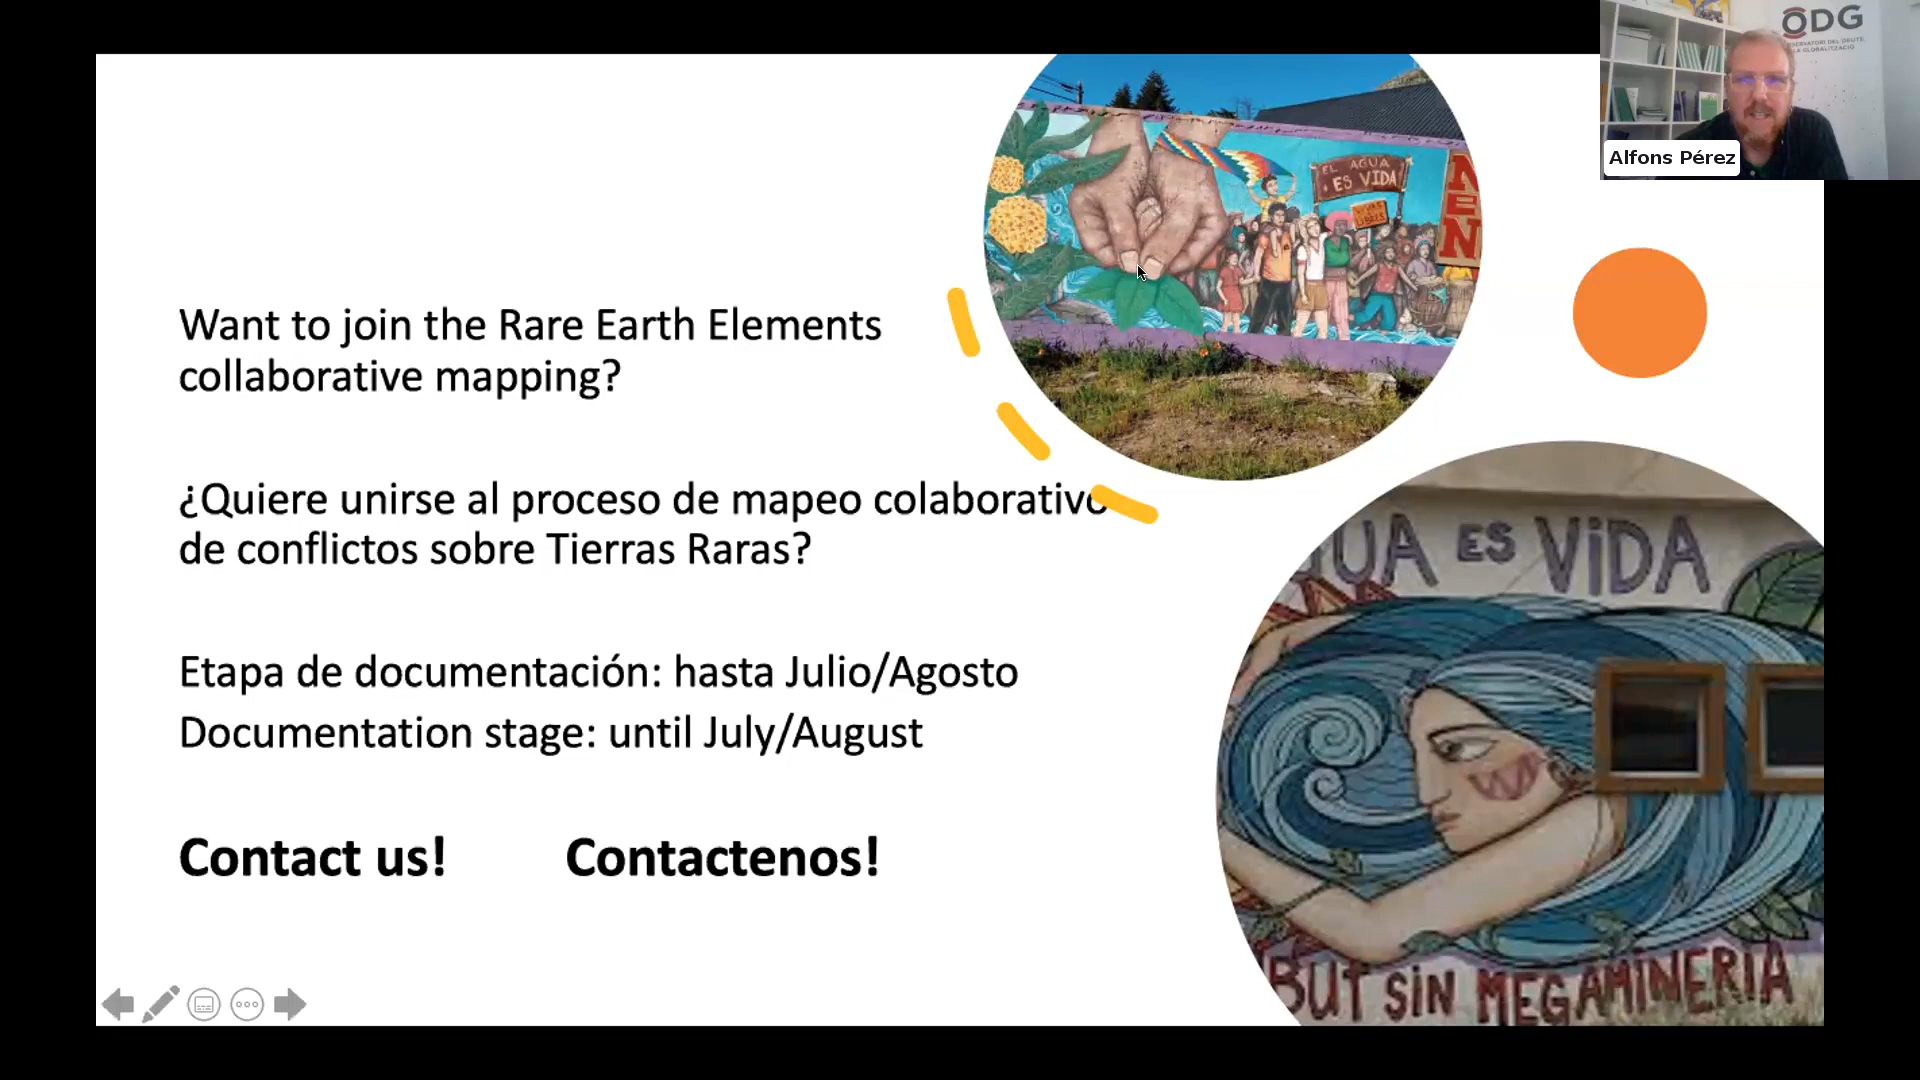 Want to join the Rare Earth Elements
collaborative mapping?
¿Quiere unirse al proceso de mapeo colaborativo
de conflictos sobre Tierras Raras?
Etapa de documentación: hasta Julio/Agosto
Documentation stage: until July/August
Contact us! Contactenos!
EL AGUA
ES VIDA
UA ES ViDA
BUT SiN MEGAMiNERIA
ODG
Alfons Pérez